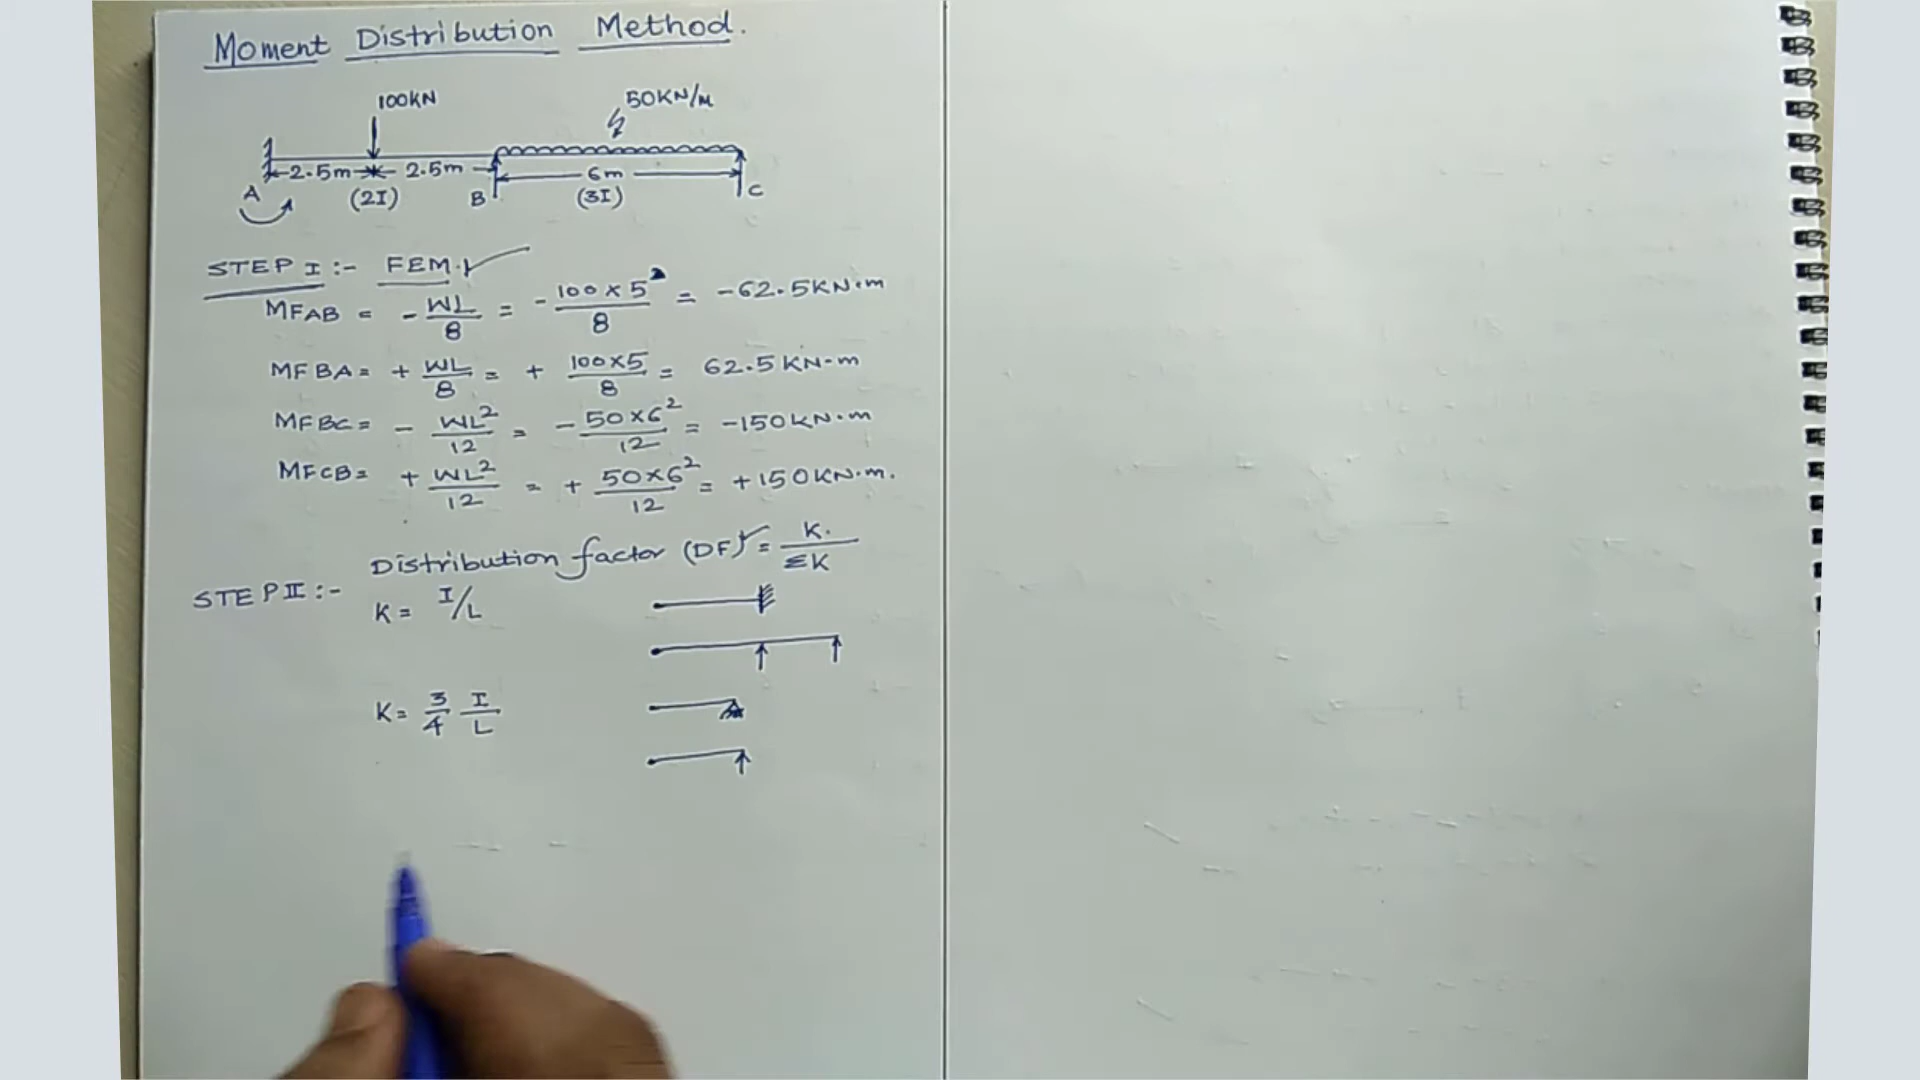 Moment Distribution Method.
100KN 50KN/M
2.5m 2.5m 6m
A (2I) B (3I) C
STEP I :- FEM.
MFAB = - WL/8 = - 100 x 5/8 = -62.5KN.m
MFBA = + WL/8 = + 100x5/8 = 62.5 KN-m
MFBC = - WL²/12 = - 50x6²/12 = -150KN.m
MFCB = + WL²/12 = + 50x6²/12 = +150KN.m.
Distribution factor (DF) = K./ΣK
STEP II :-
K = I/L
K = 3/4 I/L